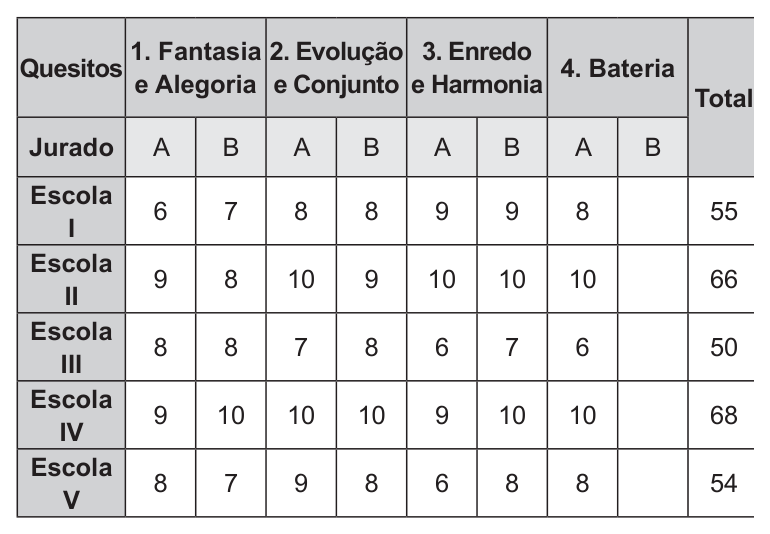 Quesitos 1. Fantasia e Alegoria 2. Evolução e Conjunto 3. Enredo e Harmonia 4. Bateria Total
Jurado A B A B A B A B
Escola I 6 7 8 8 9 9 8 55
Escola II 9 8 10 9 10 10 10 66
Escola III 8 8 7 8 6 7 6 50
Escola IV 9 10 10 10 9 10 10 68
Escola V 8 7 9 8 6 8 8 54